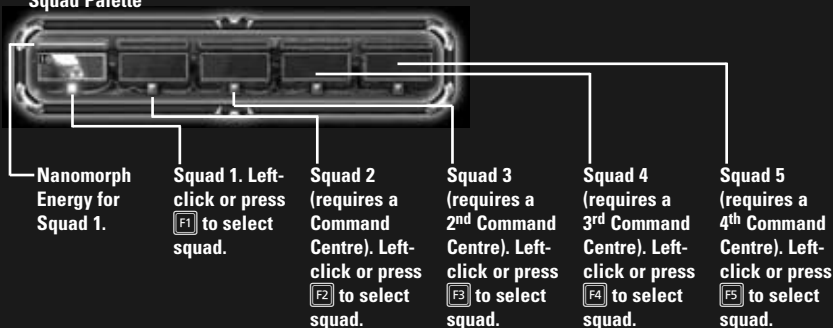 Squad Palette
Nanomorph
Energy for
Squad 1.
Squad 1. Left-
click or press
F1 to select
squad.
Squad 2
(requires a
Command
Centre). Left-
click or press
F2 to select
squad.
Squad 3
(requires a
2nd Command
Centre). Left-
click or press
F3 to select
squad.
Squad 4
(requires a
3rd Command
Centre). Left-
click or press
F4 to select
squad.
Squad 5
(requires a
4th Command
Centre). Left-
click or press
F5 to select
squad.